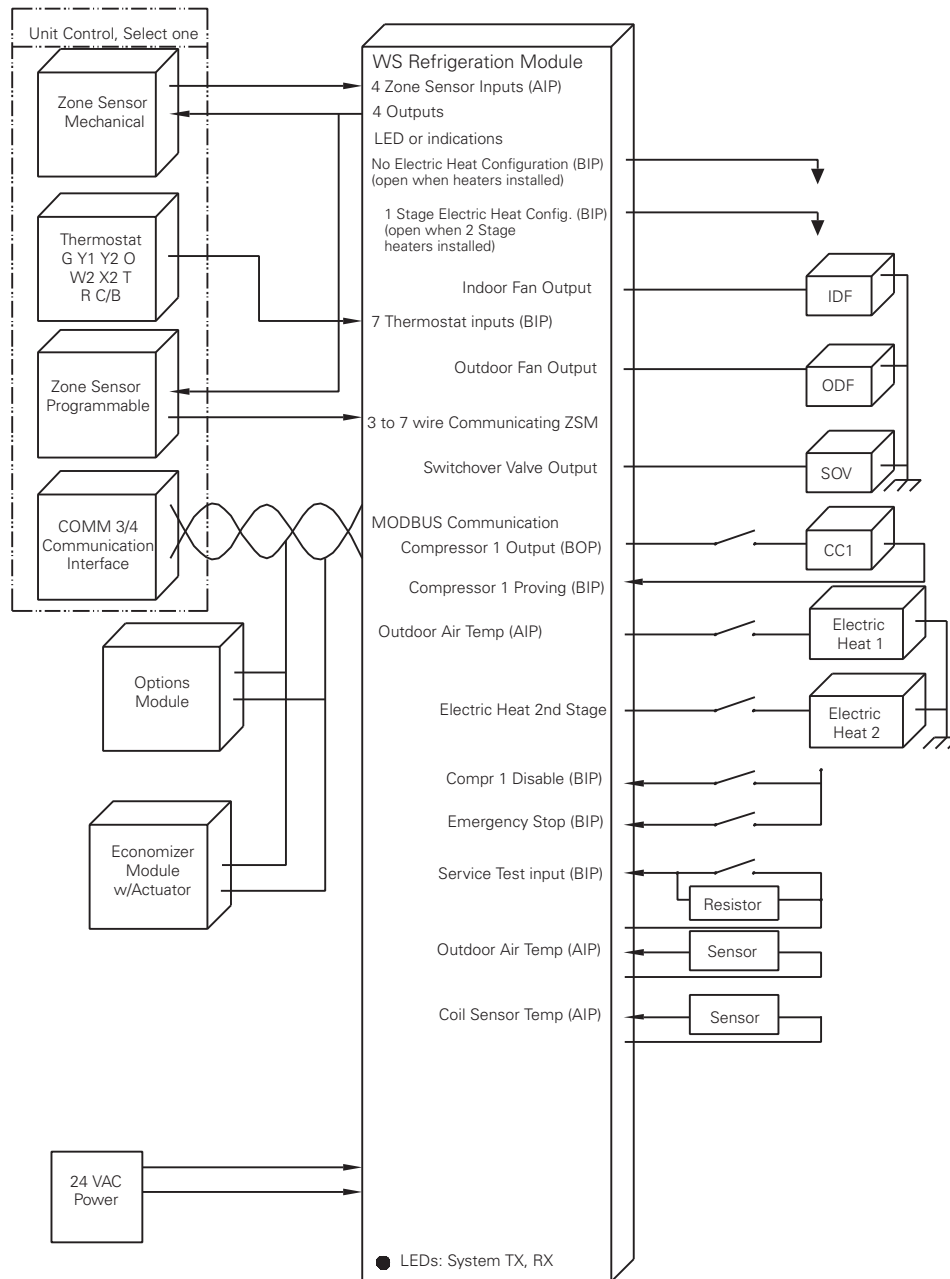 Unit Control, Select one
Zone Sensor
Mechanical
Thermostat
G Y1 Y2 O
W2 X2 T
R C/B
Zone Sensor
Programmable
COMM 3/4
Communication
Interface
Options
Module
Economizer
Module
w/Actuator
24 VAC
Power
WS Refrigeration Module
4 Zone Sensor Inputs (AIP)
4 Outputs
LED or indications
No Electric Heat Configuration (BIP)
(open when heaters installed)
1 Stage Electric Heat Config. (BIP)
(open when 2 Stage
heaters installed)
Indoor Fan Output
7 Thermostat inputs (BIP)
Outdoor Fan Output
3 to 7 wire Communicating ZSM
Switchover Valve Output
MODBUS Communication
Compressor 1 Output (BOP)
Compressor 1 Proving (BIP)
Outdoor Air Temp (AIP)
Electric Heat 2nd Stage
Compr 1 Disable (BIP)
Emergency Stop (BIP)
Service Test input (BIP)
Outdoor Air Temp (AIP)
Coil Sensor Temp (AIP)
LEDs: System TX, RX
IDF
ODF
SOV
CC1
Electric
Heat 1
Electric
Heat 2
Resistor
Sensor
Sensor